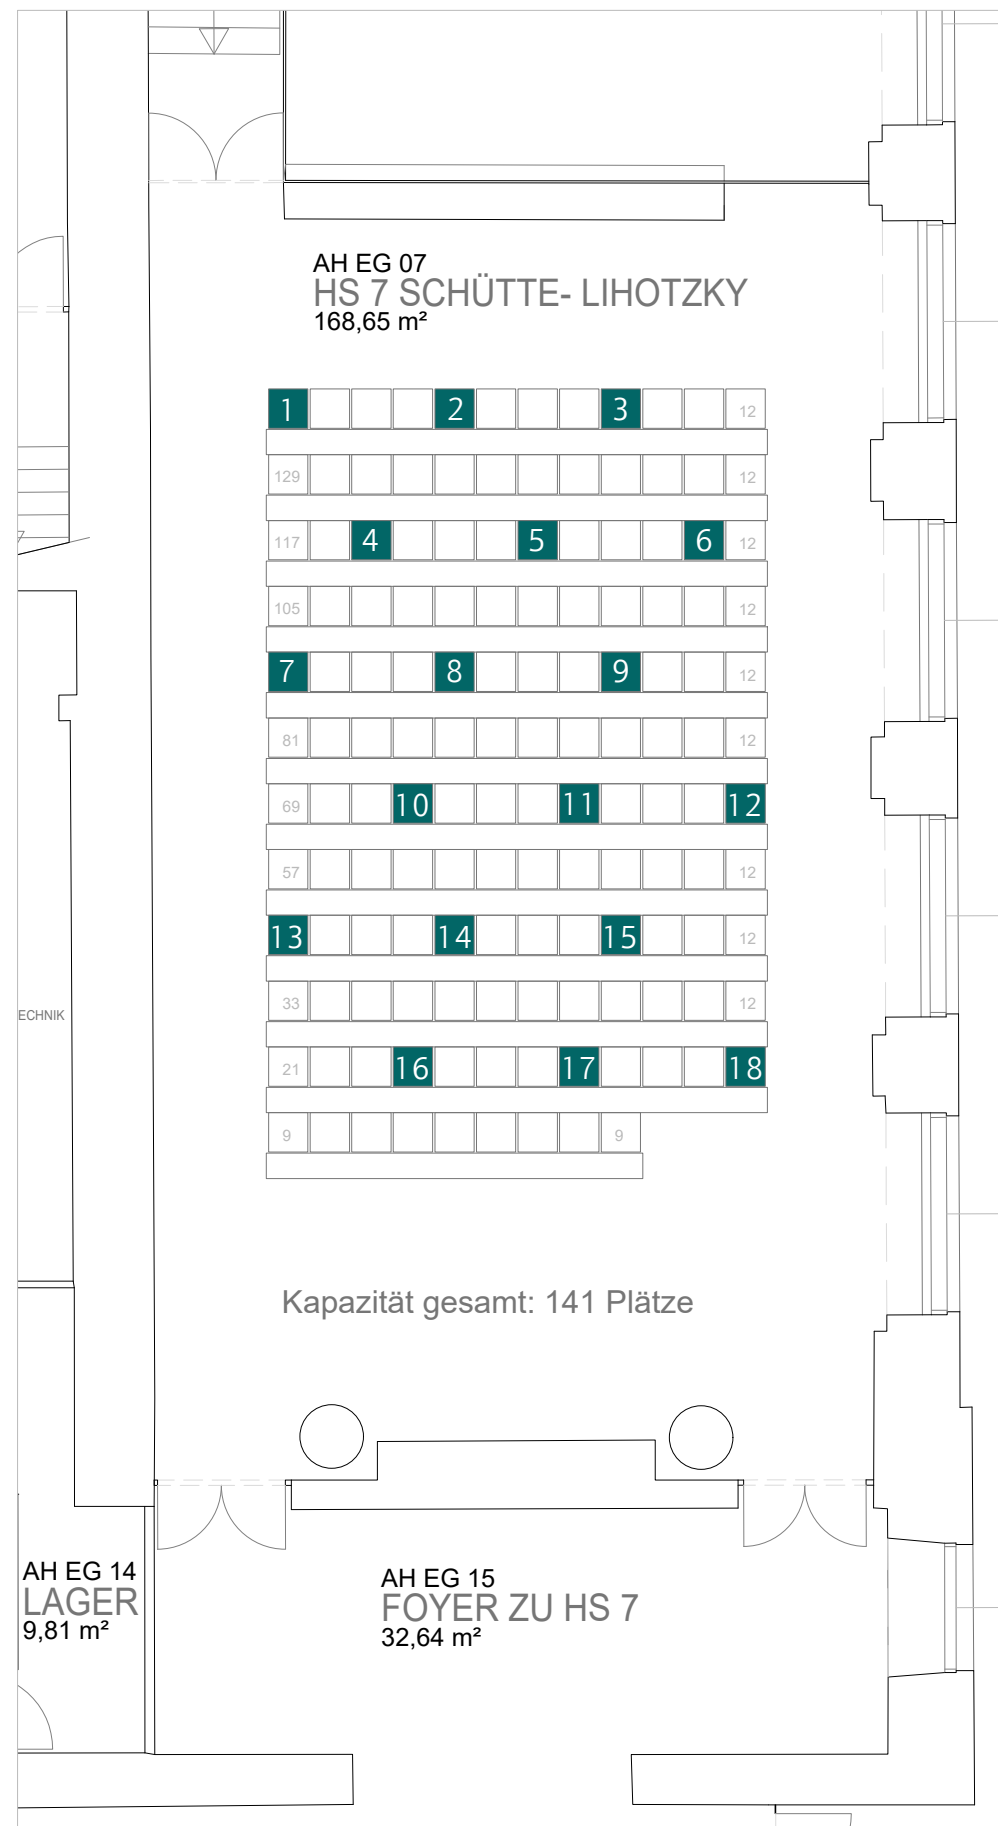 AH EG 07
HS 7 SCHÜTTE- LIHOTZKY
168,65 m²
1 2 3 12
129 12
117 4 5 6 12
105 12
7 8 9 12
81 12
69 10 11 12
57 12
13 14 15 12
33 12
ECHNIK
21 16 17 18
9 9
Kapazität gesamt: 141 Plätze
AH EG 14
LAGER
9,81 m²
AH EG 15
FOYER ZU HS 7
32,64 m²